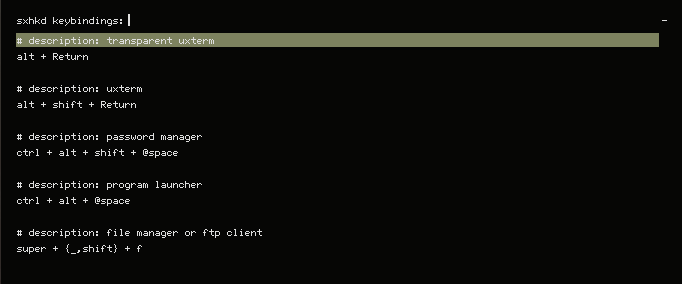 sxhkd keybindings:
# description: transparent uxterm
alt + Return
# description: uxterm
alt + shift + Return
# description: password manager
ctrl + alt + shift + @space
# description: program launcher
ctrl + alt + @space
# description: file manager or ftp client
super + {_,shift} + f